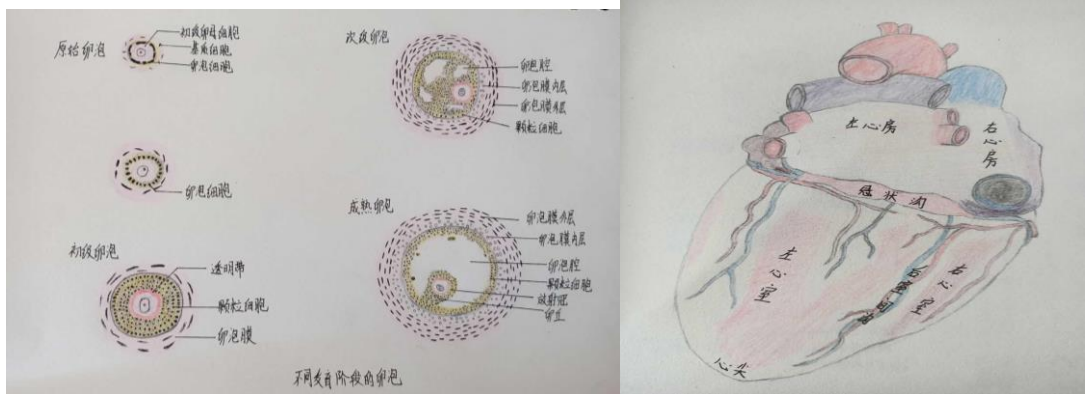 原始卵泡
初级卵母细胞
基质细胞
卵泡细胞
卵泡细胞
初级卵泡
透明带
颗粒细胞
卵泡膜
次级卵泡
卵泡腔
卵泡膜内层
卵泡膜外层
颗粒细胞
成熟卵泡
卵泡膜外层
卵泡膜内层
卵泡腔
颗粒细胞
放射冠
卵丘
不同发育阶段的卵泡
左心房
右心房
冠状沟
左心室
右心室
心尖